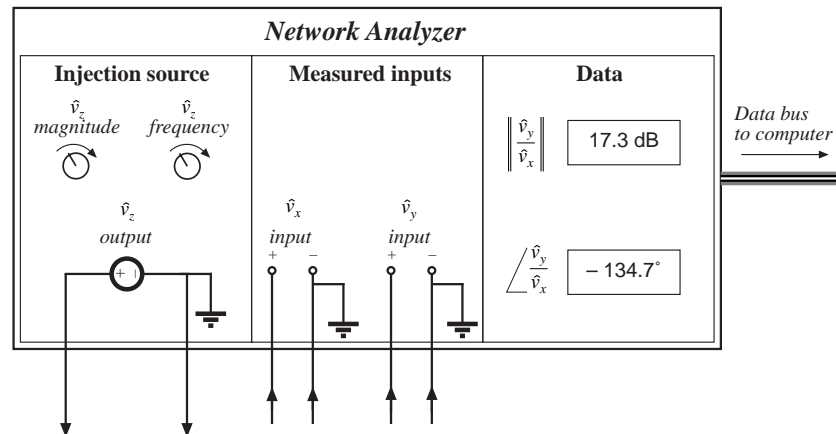 Network Analyzer
Injection source
v̂z
magnitude
v̂z
frequency
v̂z
output
+ −
Measured inputs
v̂x
input
+ −
v̂y
input
+ −
Data
‖ v̂y / v̂x ‖
17.3 dB
∠ v̂y / v̂x
– 134.7˚
Data bus
to computer